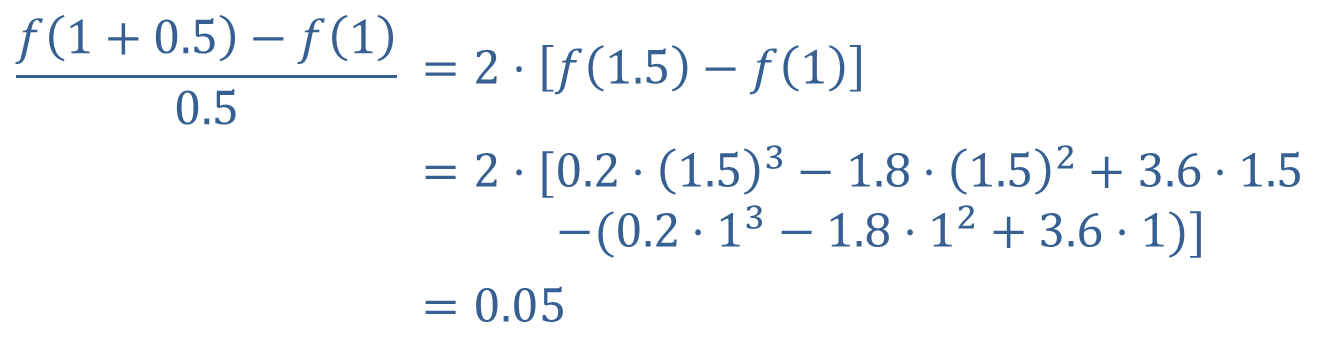 f(1 + 0.5) − f(1)
0.5
= 2 · [f(1.5) − f(1)]
= 2 · [0.2 · (1.5)³ − 1.8 · (1.5)² + 3.6 · 1.5
−(0.2 · 1³ − 1.8 · 1² + 3.6 · 1)]
= 0.05